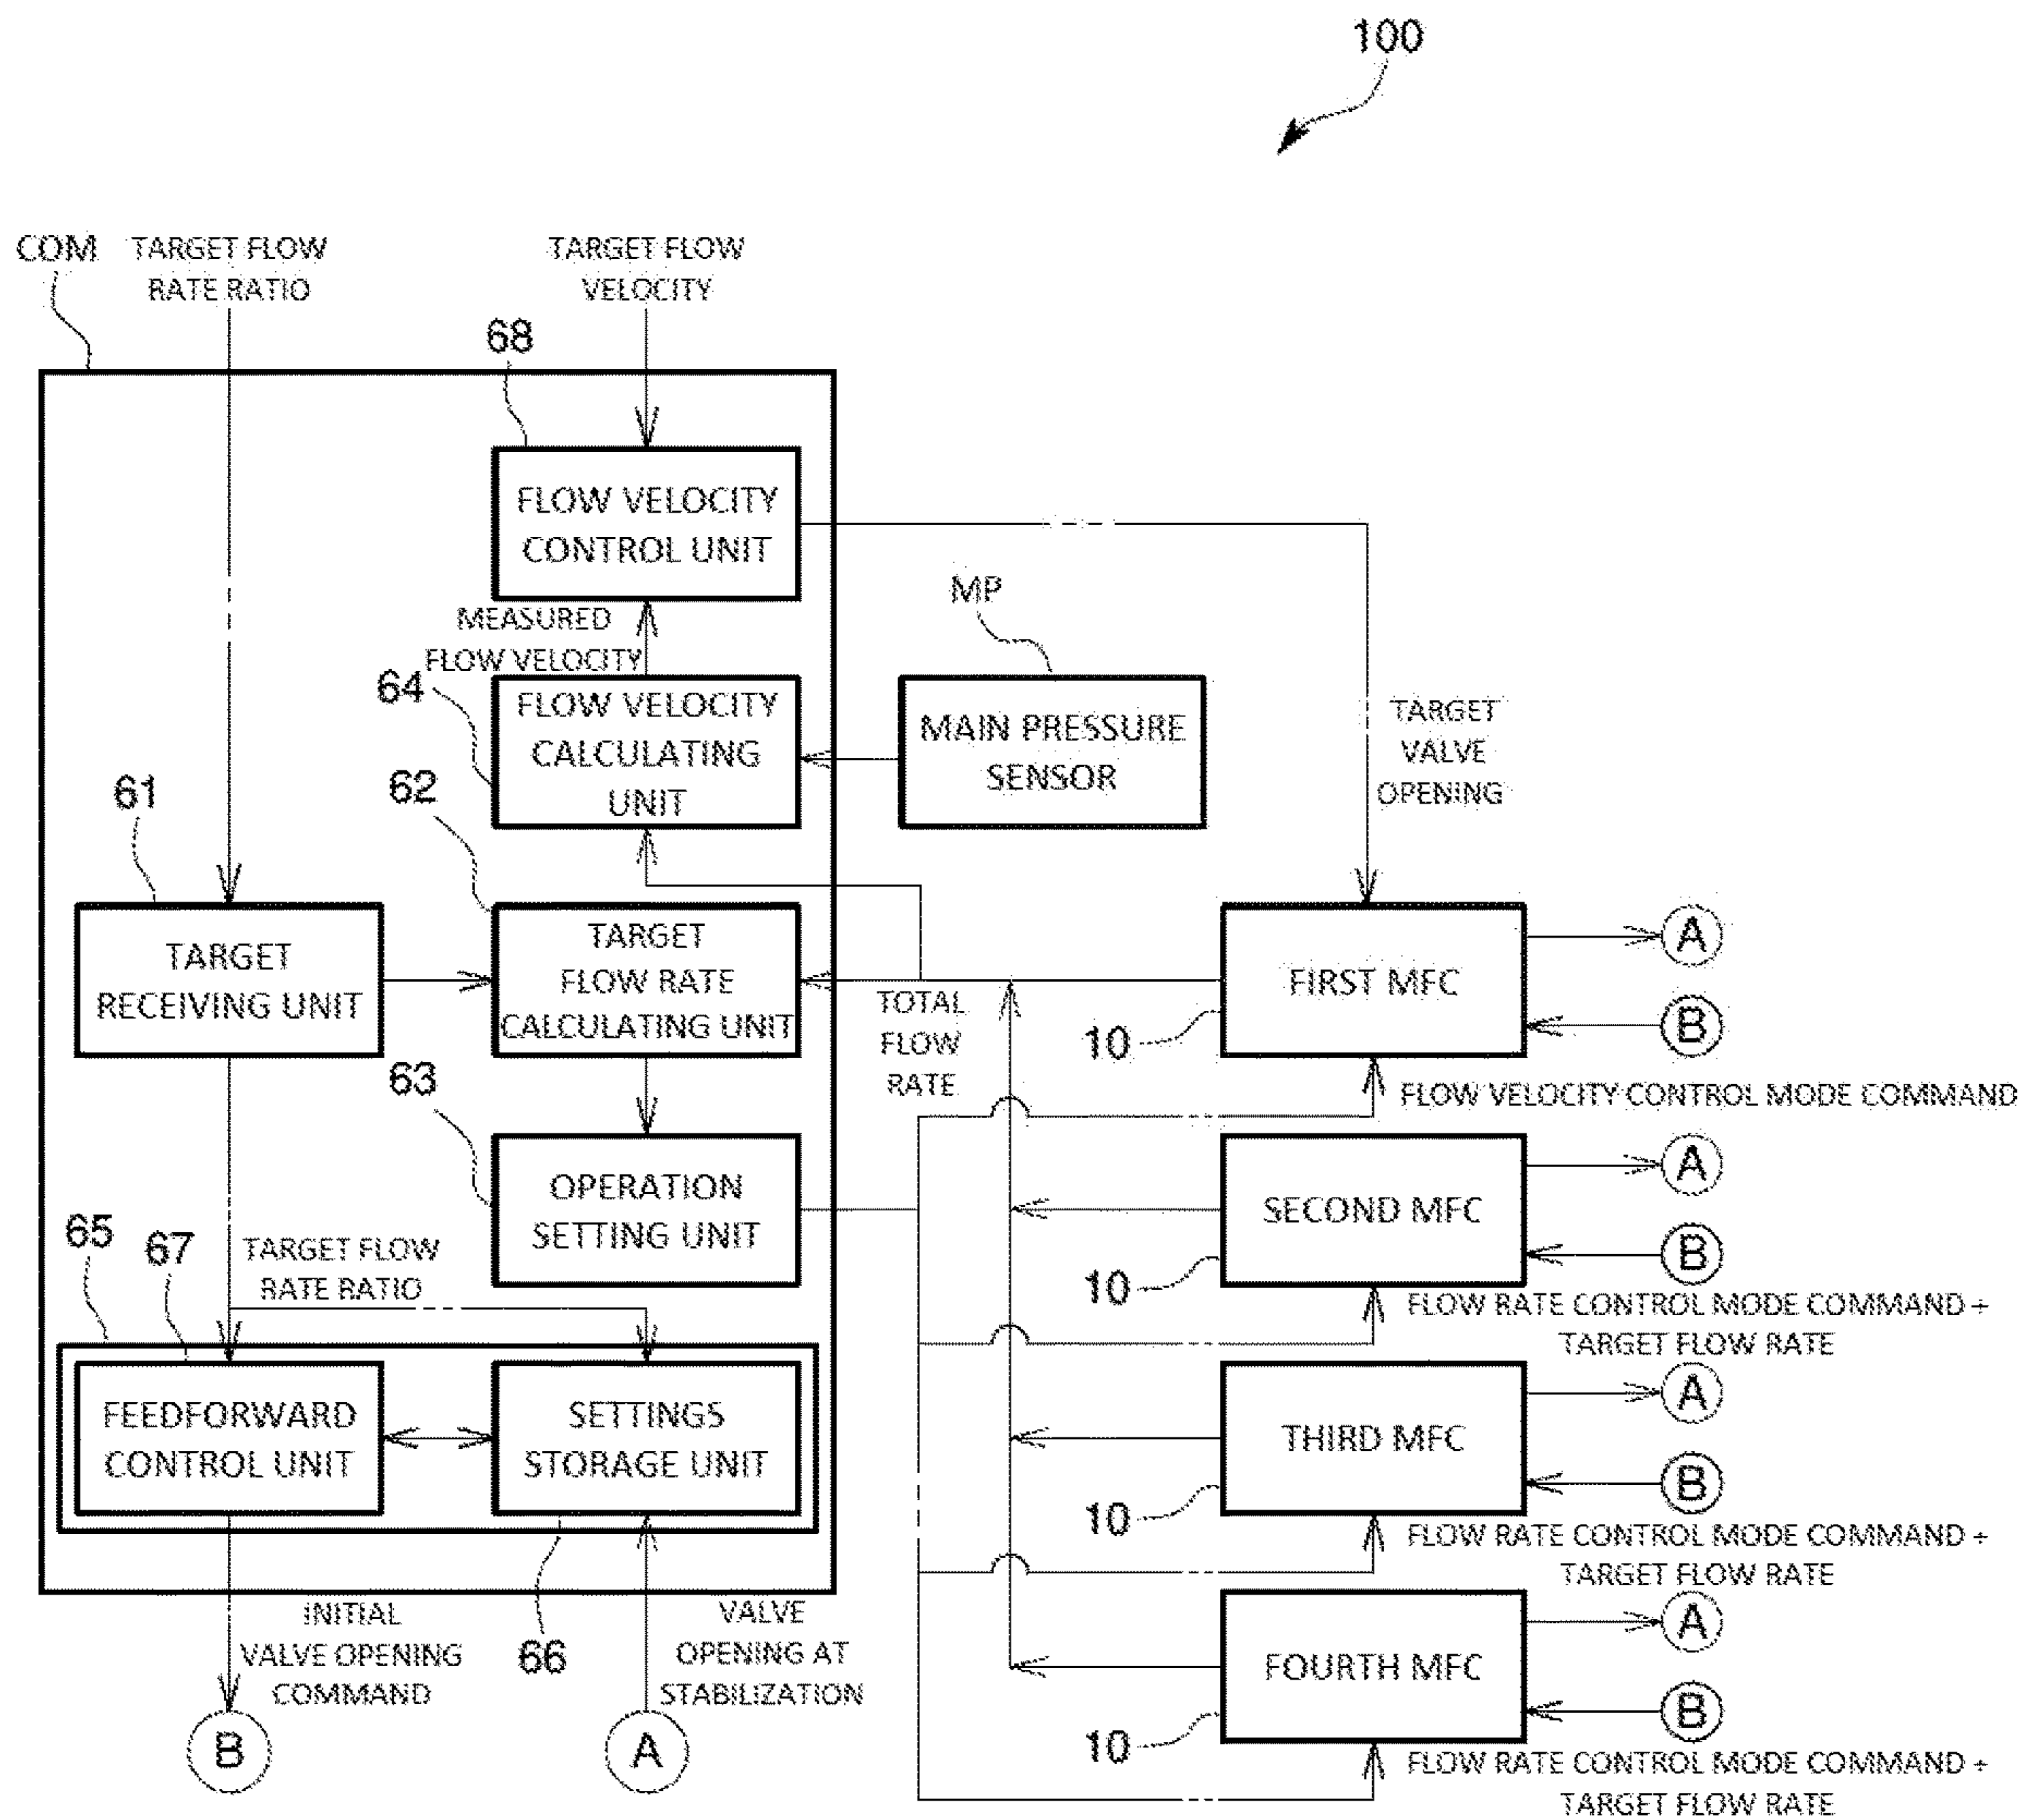 100
COM
TARGET FLOW
RATE RATIO
TARGET FLOW
VELOCITY
68
FLOW VELOCITY
CONTROL UNIT
MP
MEASURED
FLOW VELOCITY
64
FLOW VELOCITY
CALCULATING
UNIT
MAIN PRESSURE
SENSOR
TARGET
VALVE
OPENING
61
62
TARGET
RECEIVING UNIT
TARGET
FLOW RATE
CALCULATING UNIT
TOTAL
FLOW
RATE
FIRST MFC
10
A
B
FLOW VELOCITY CONTROL MODE COMMAND
63
OPERATION
SETTING UNIT
SECOND MFC
10
A
B
FLOW RATE CONTROL MODE COMMAND +
TARGET FLOW RATE
65
67
TARGET FLOW
RATE RATIO
FEEDFORWARD
CONTROL UNIT
SETTINGS
STORAGE UNIT
THIRD MFC
10
A
B
FLOW RATE CONTROL MODE COMMAND +
TARGET FLOW RATE
INITIAL
VALVE OPENING
COMMAND
66
VALVE
OPENING AT
STABILIZATION
B
A
FOURTH MFC
10
A
B
FLOW RATE CONTROL MODE COMMAND +
TARGET FLOW RATE